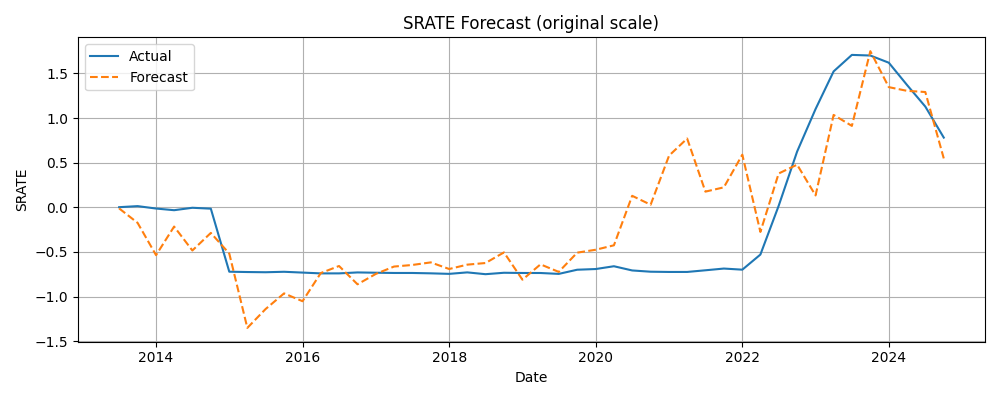 SRATE Forecast (original scale)
Actual
Forecast
1.5
1.0
0.5
0.0
−0.5
−1.0
−1.5
SRATE
2014 2016 2018 2020 2022 2024
Date